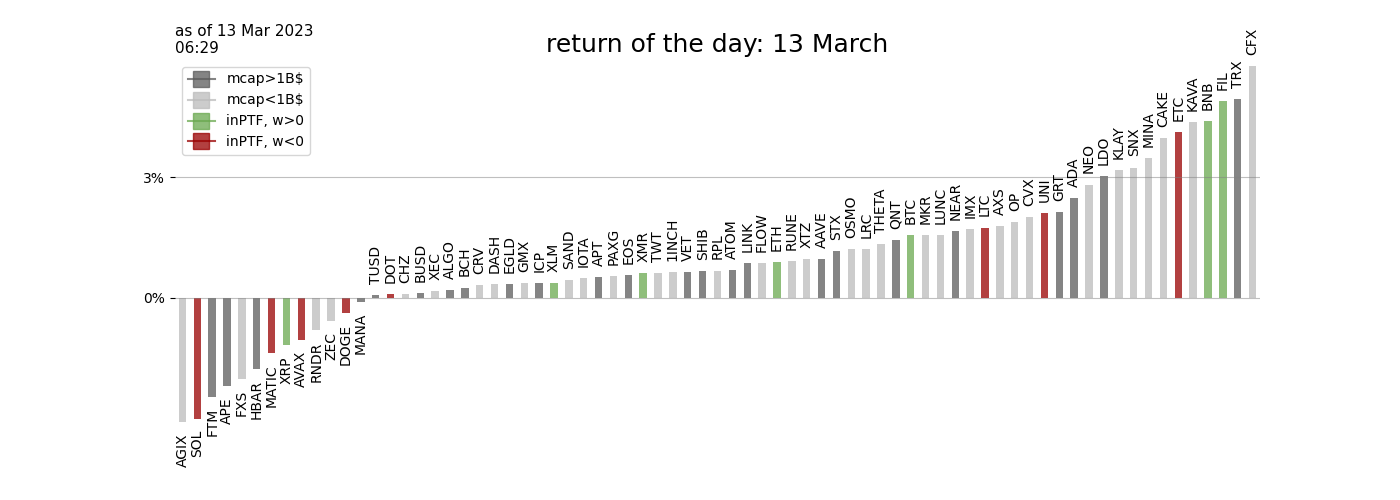 as of 13 Mar 2023
06:29
return of the day: 13 March
mcap>1B$
mcap<1B$
inPTF, w>0
inPTF, w<0
3%
0%
AGIX
SOL
FTM
APE
FXS
HBAR
MATIC
XRP
AVAX
RNDR
ZEC
DOGE
MANA
TUSD
DOT
CHZ
BUSD
XEC
ALGO
BCH
CRV
DASH
EGLD
GMX
ICP
XLM
SAND
IOTA
APT
PAXG
EOS
XMR
TWT
1INCH
VET
SHIB
RPL
ATOM
LINK
FLOW
ETH
RUNE
XTZ
AAVE
STX
OSMO
LRC
THETA
QNT
BTC
MKR
LUNC
NEAR
IMX
LTC
AXS
OP
CVX
UNI
GRT
ADA
NEO
LDO
KLAY
SNX
MINA
CAKE
ETC
KAVA
BNB
FIL
TRX
CFX